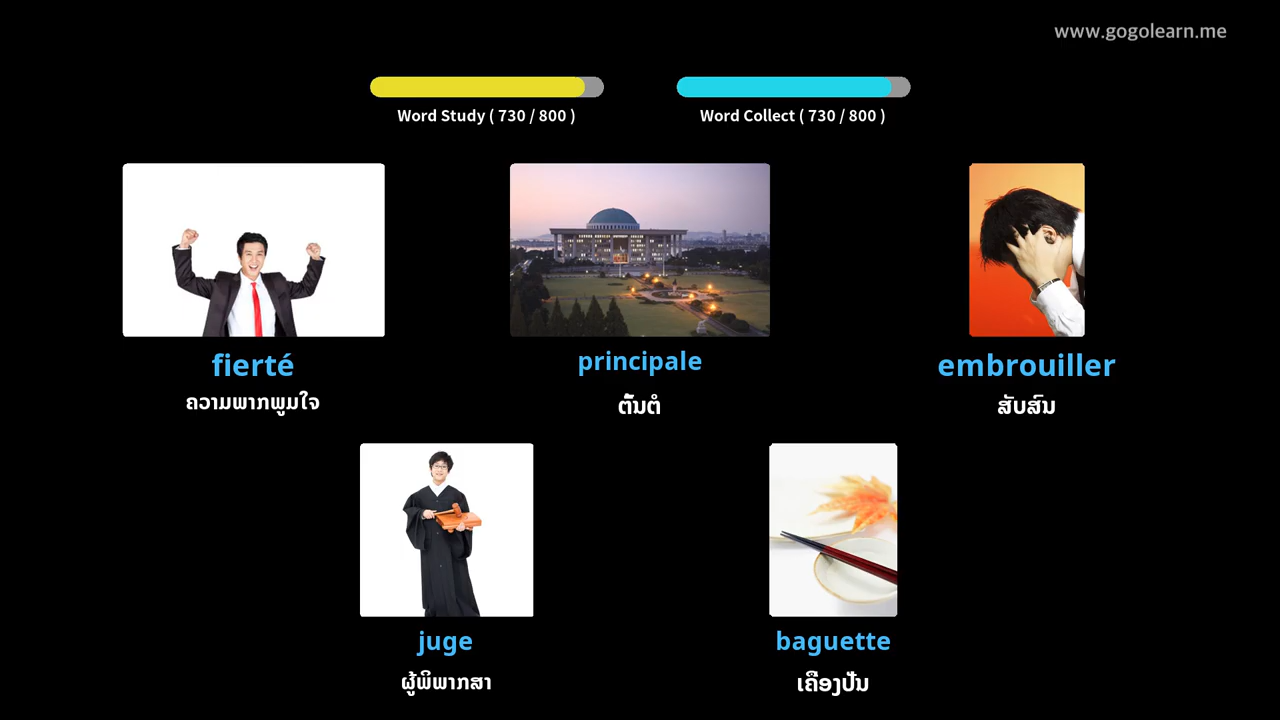 www.gogolearn.me
Word Study ( 730 / 800 )
Word Collect ( 730 / 800 )
fierté
ຄວາມພາກພູມໃຈ
principale
ຕົ້ນຕໍ
embrouiller
ສັບສົນ
juge
ຜູ້ພິພາກສາ
baguette
ເຄື່ອງປັ່ນ